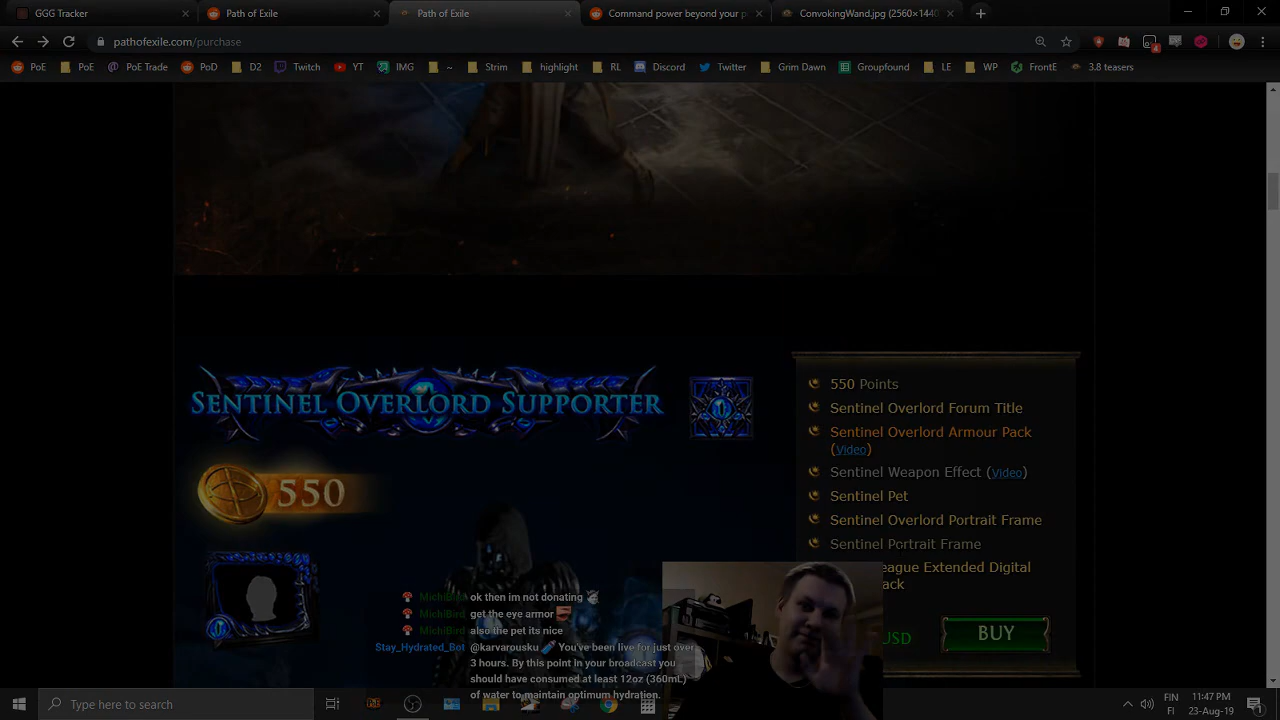 GGG Tracker
Path of Exile
Path of Exile
Command power beyond your p
ConvokingWand.jpg (2560×1440
pathofexile.com/purchase
4
PoE
PoE
PoE Trade
PoD
D2
Twitch
YT
IMG
~
Strim
highlight
RL
Discord
Twitter
Grim Dawn
Groupfound
LE
WP
FrontE
3.8 teasers
SENTINEL OVERLORD SUPPORTER
550
550 Points
Sentinel Overlord Forum Title
Sentinel Overlord Armour Pack
(Video)
Sentinel Weapon Effect (Video)
Sentinel Pet
Sentinel Overlord Portrait Frame
Sentinel Portrait Frame
eague Extended Digital
ack
USD
BUY
MichiBird ok then im not donating
MichiBird get the eye armor
MichiBird also the pet its nice
Stay_Hydrated_Bot @karvarousku You've been live for just over
3 hours. By this point in your broadcast you
should have consumed at least 12oz (360mL)
of water to maintain optimum hydration.
Type here to search
FIN
FI
11:47 PM
23-Aug-19
1